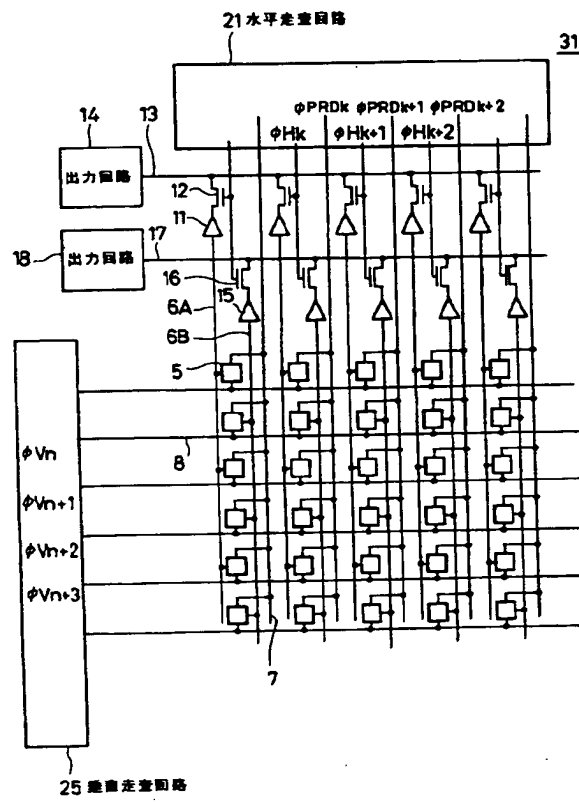 21 水平走査回路
31
φPRDk φPRDk+1 φPRDk+2
φHk φHk+1 φHk+2
14
13
出力回路
12
11
18
出力回路
17
16
15
6A
6B
5
φVn
8
φVn+1
φVn+2
φVn+3
7
25 垂直走査回路